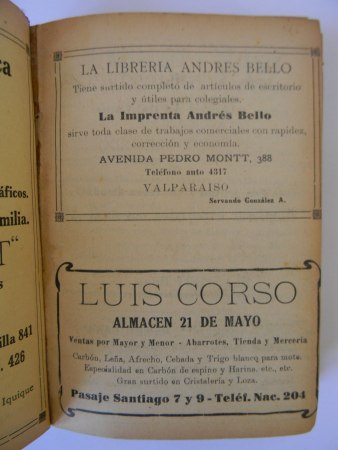 ca
ráficos.
milia.
T"
s
illa 841
. 426
Iquique
LA LIBRERIA ANDRES BELLO
Tiene surtido completo de artículos de escritorio
y útiles para colegiales.
La Imprenta Andrés Bello
sirve toda clase de trabajos comerciales con rapidez,
corrección y economía.
AVENIDA PEDRO MONTT, 388
Teléfono auto 4317
VALPARAISO
Servando González A.
LUIS CORSO
ALMACEN 21 DE MAYO
Ventas por Mayor y Menor - Abarrotes, Tienda y Mercería
Carbón, Leña, Afrecho, Cebada y Trigo blancq para mote.
Especialidad en Carbón de espino y Harina. etc., etc.
Gran surtido en Cristalería y Loza.
Pasaje Santiago 7 y 9 - Teléf. Nac. 204